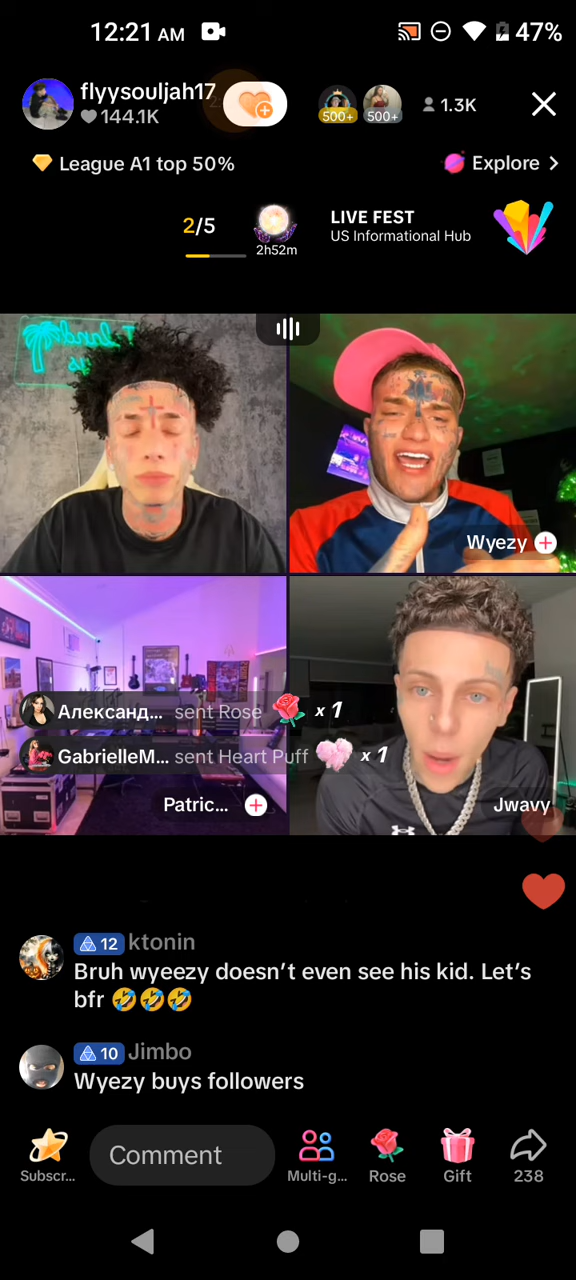 12:21 AM
47%
flyysouljah17
144.1K
500+
500+
1.3K
League A1 top 50%
Explore >
2/5
2h52m
LIVE FEST
US Informational Hub
Wyezy
Александ... sent Rose x 1
GabrielleM... sent Heart Puff x 1
Patric...
Jwavy
12 ktonin
Bruh wyeezy doesn’t even see his kid. Let’s
bfr 🤣🤣🤣
10 Jimbo
Wyezy buys followers
Comment
Subscr...
Multi-g...
Rose
Gift
238